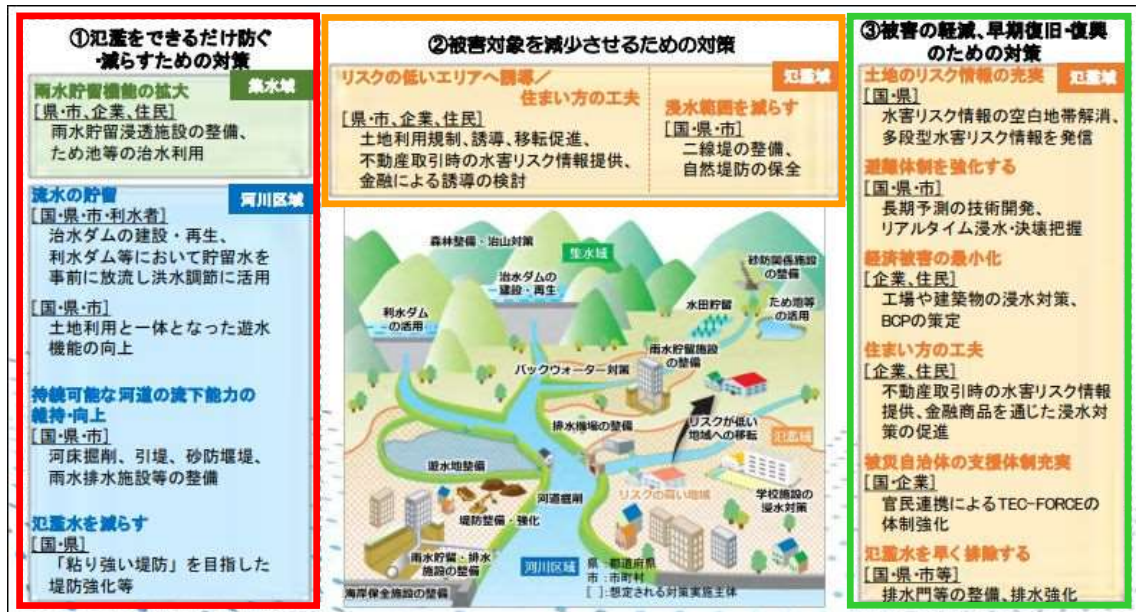 ①氾濫をできるだけ防ぐ
・減らすための対策
集水域
雨水貯留機能の拡大
[県・市、企業、住民]
雨水貯留浸透施設の整備、
ため池等の治水利用
河川区域
流水の貯留
[国・県・市・利水者]
治水ダムの建設・再生、
利水ダム等において貯留水を
事前に放流し洪水調節に活用
[国・県・市]
土地利用と一体となった遊水
機能の向上
持続可能な河道の流下能力の
維持・向上
[国・県・市]
河床掘削、引堤、砂防堰堤、
雨水排水施設等の整備
氾濫水を減らす
[国・県]
「粘り強い堤防」を目指した
堤防強化等
②被害対象を減少させるための対策
リスクの低いエリアへ誘導／
住まい方の工夫
[県・市、企業、住民]
土地利用規制、誘導、移転促進、
不動産取引時の水害リスク情報提供、
金融による誘導の検討
氾濫域
浸水範囲を減らす
[国・県・市]
二線堤の整備、
自然堤防の保全
森林整備・治山対策
集水域
治水ダムの
建設・再生
砂防関係施設
の整備
利水ダム
の活用
水田貯留
ため池等
の活用
雨水貯留施設
の整備
バックウォーター対策
排水機場の整備
リスクが低い
地域への移転
氾濫域
遊水地整備
河道掘削
リスクの高い地域
学校施設の
浸水対策
堤防整備・強化
雨水貯留・排水
施設の整備
河川区域
海岸保全施設の整備
県：都道府県
市：市町村
[ ]：想定される対策実施主体
③被害の軽減、早期復旧・復興
のための対策
土地のリスク情報の充実
氾濫域
[国・県]
水害リスク情報の空白地帯解消、
多段型水害リスク情報を発信
避難体制を強化する
[国・県・市]
長期予測の技術開発、
リアルタイム浸水・決壊把握
経済被害の最小化
[企業、住民]
工場や建築物の浸水対策、
BCPの策定
住まい方の工夫
[企業、住民]
不動産取引時の水害リスク情報
提供、金融商品を通じた浸水対
策の促進
被災自治体の支援体制充実
[国・企業]
官民連携によるTEC-FORCEの
体制強化
氾濫水を早く排除する
[国・県・市等]
排水門等の整備、排水強化